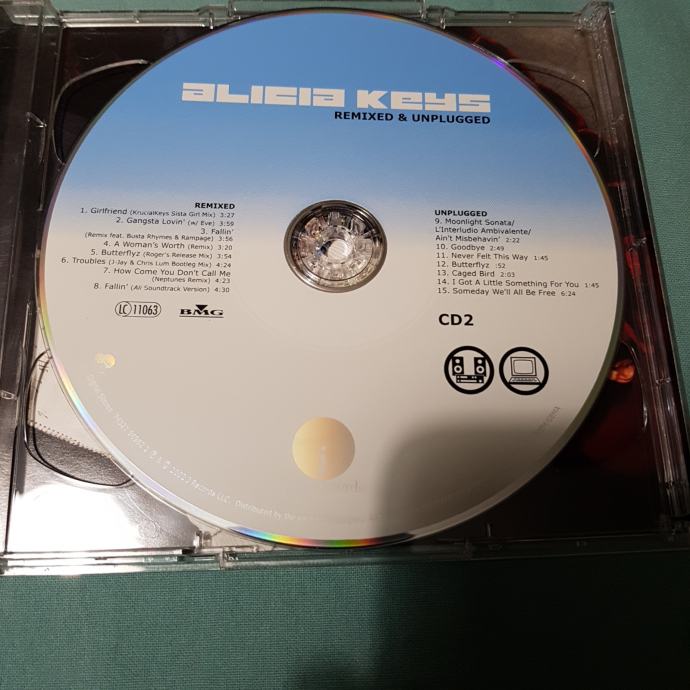 aLICIa Keys
REMIXED & UNPLUGGED
REMIXED
1. Girlfriend (KrucialKeys Sista Girl Mix) 3:27
2. Gangsta Lovin' (w/ Eve) 3:59
3. Fallin'
(Remix feat. Busta Rhymes & Rampage) 3:56
4. A Woman's Worth (Remix) 3:20
5. Butterflyz (Roger's Release Mix) 3:54
6. Troubles (J-Jay & Chris Lum Bootleg Mix) 4:24
7. How Come You Don't Call Me
(Neptunes Remix) 4:23
8. Fallin' (Ali Soundtrack Version) 4:30
LC 11063 BMG
UNPLUGGED
9. Moonlight Sonata/
L'Interludio Ambivalente/
Ain't Misbehavin' 2:22
10. Goodbye 2:49
11. Never Felt This Way 1:45
12. Butterflyz :52
13. Caged Bird 2:03
14. I Got A Little Something For You 1:45
15. Someday We'll All Be Free 6:24
CD2
℗ & © 2002 J Records LLC. Distributed by the